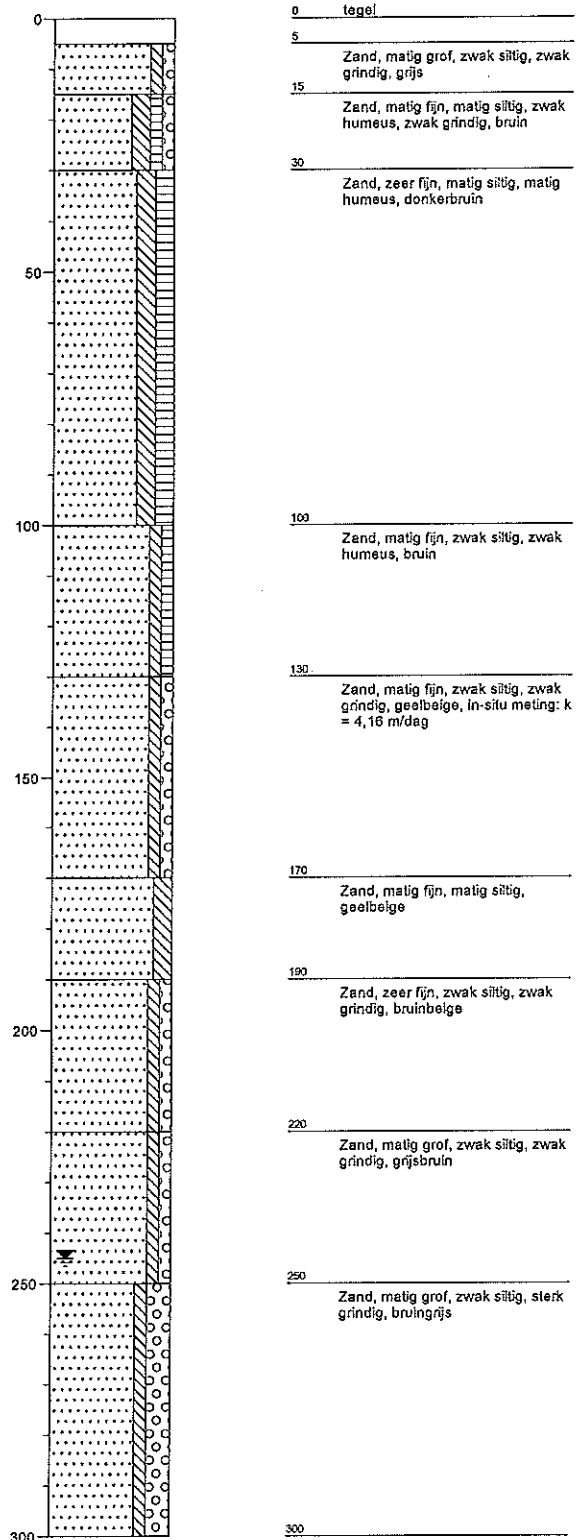 0
50
100
150
200
250
300
0 tegel
5
Zand, matig grof, zwak siltig, zwak
grindig, grijs
15
Zand, matig fijn, matig siltig, zwak
humeus, zwak grindig, bruin
30
Zand, zeer fijn, matig siltig, matig
humeus, donkerbruin
100
Zand, matig fijn, zwak siltig, zwak
humeus, bruin
130
Zand, matig fijn, zwak siltig, zwak
grindig, geelbeige, in-situ meting: k
= 4,16 m/dag
170
Zand, matig fijn, matig siltig,
geelbeige
190
Zand, zeer fijn, zwak siltig, zwak
grindig, bruinbeige
220
Zand, matig grof, zwak siltig, zwak
grindig, grijsbruin
250
Zand, matig grof, zwak siltig, sterk
grindig, bruingrijs
300